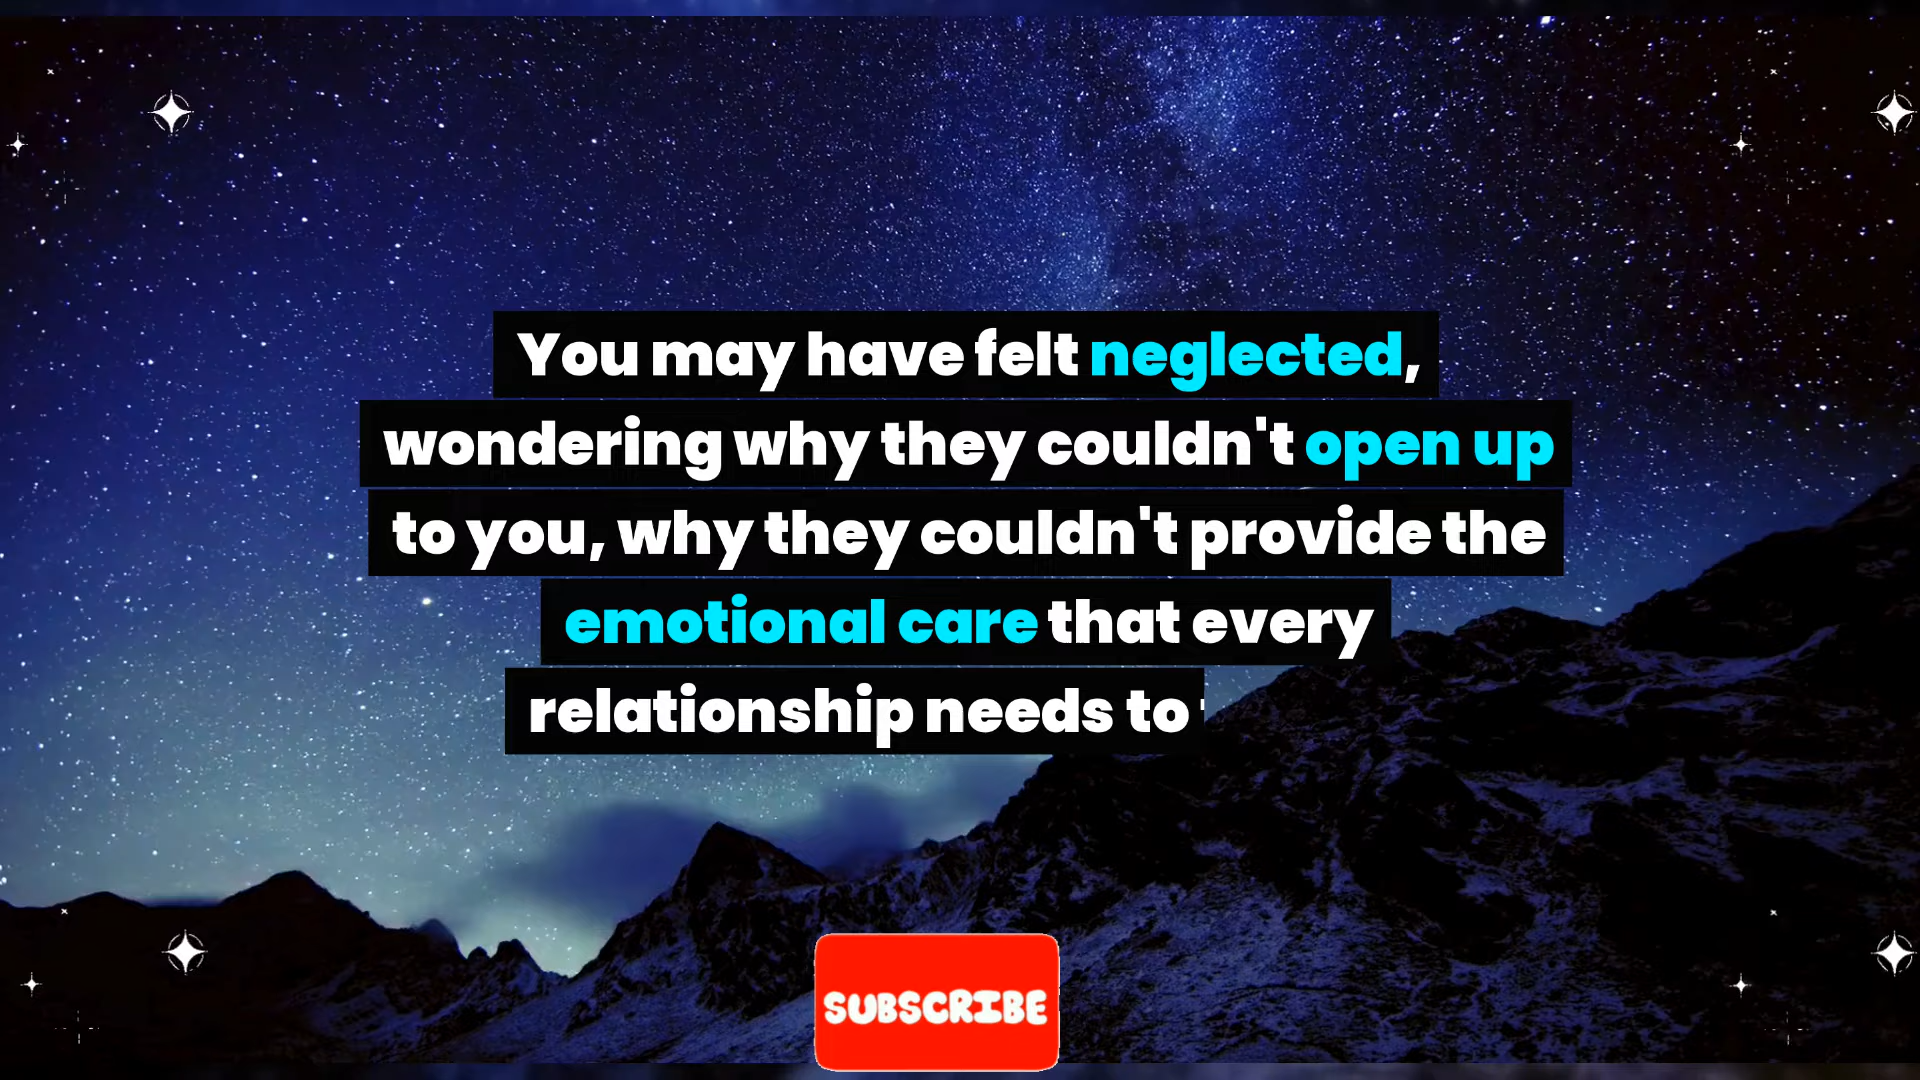 You may have felt neglected,
wondering why they couldn't open up
to you, why they couldn't provide the
emotional care that every
relationship needs to
SUBSCRIBE